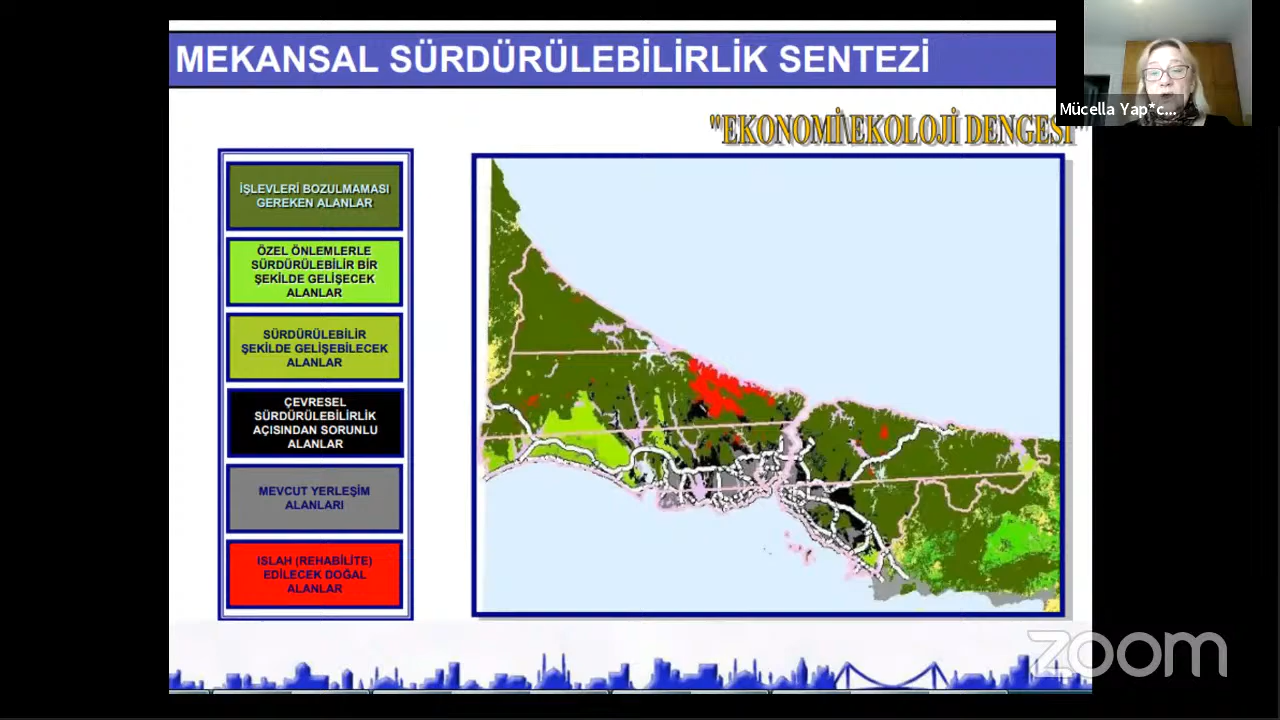 MEKANSAL SÜRDÜRÜLEBİLİRLİK SENTEZİ
Mücella Yap*c...
"EKONOMİ\EKOLOJİ DENGESİ"
İŞLEVLERİ BOZULMAMASI
GEREKEN ALANLAR
ÖZEL ÖNLEMLERLE
SÜRDÜRÜLEBİLİR BİR
ŞEKİLDE GELİŞECEK
ALANLAR
SÜRDÜRÜLEBİLİR
ŞEKİLDE GELİŞEBİLECEK
ALANLAR
ÇEVRESEL
SÜRDÜRÜLEBİLİRLİK
AÇISINDAN SORUNLU
ALANLAR
MEVCUT YERLEŞİM
ALANLARI
ISLAH (REHABİLİTE)
EDİLECEK DOĞAL
ALANLAR
zoom